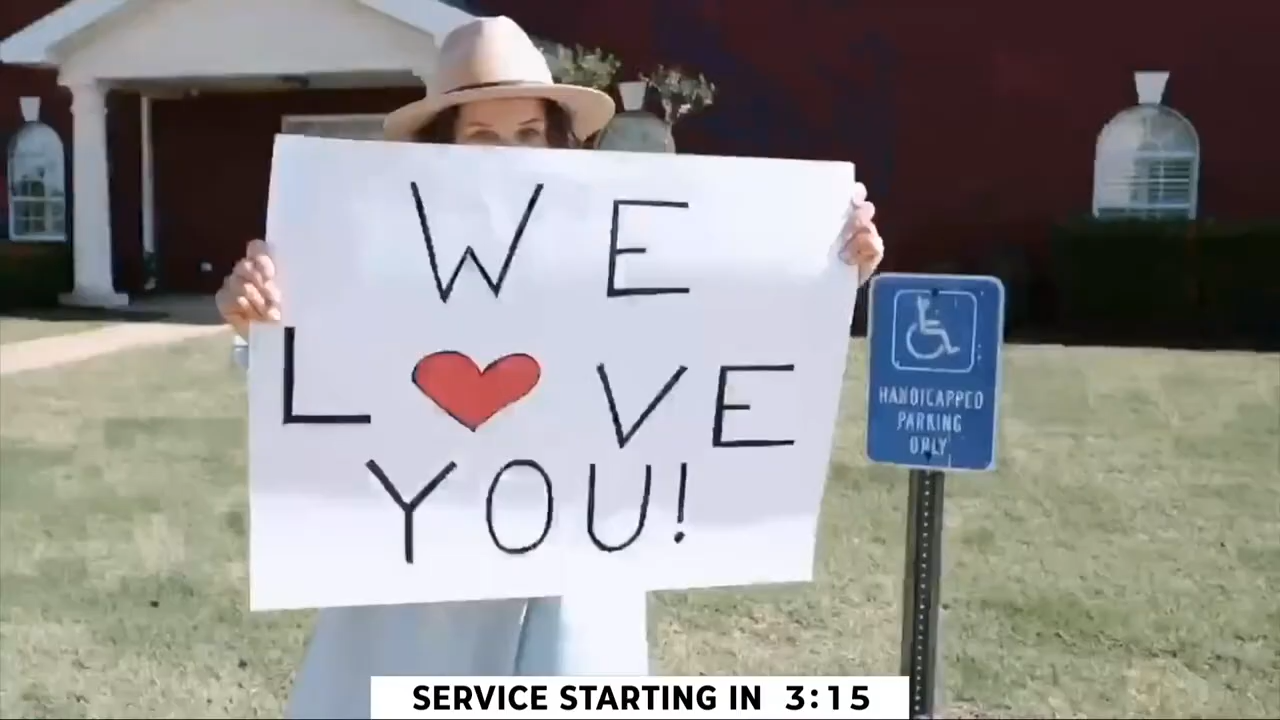 WE
L❤VE
YOU!
HANDICAPPED
PARKING
ONLY
SERVICE STARTING IN 3:15